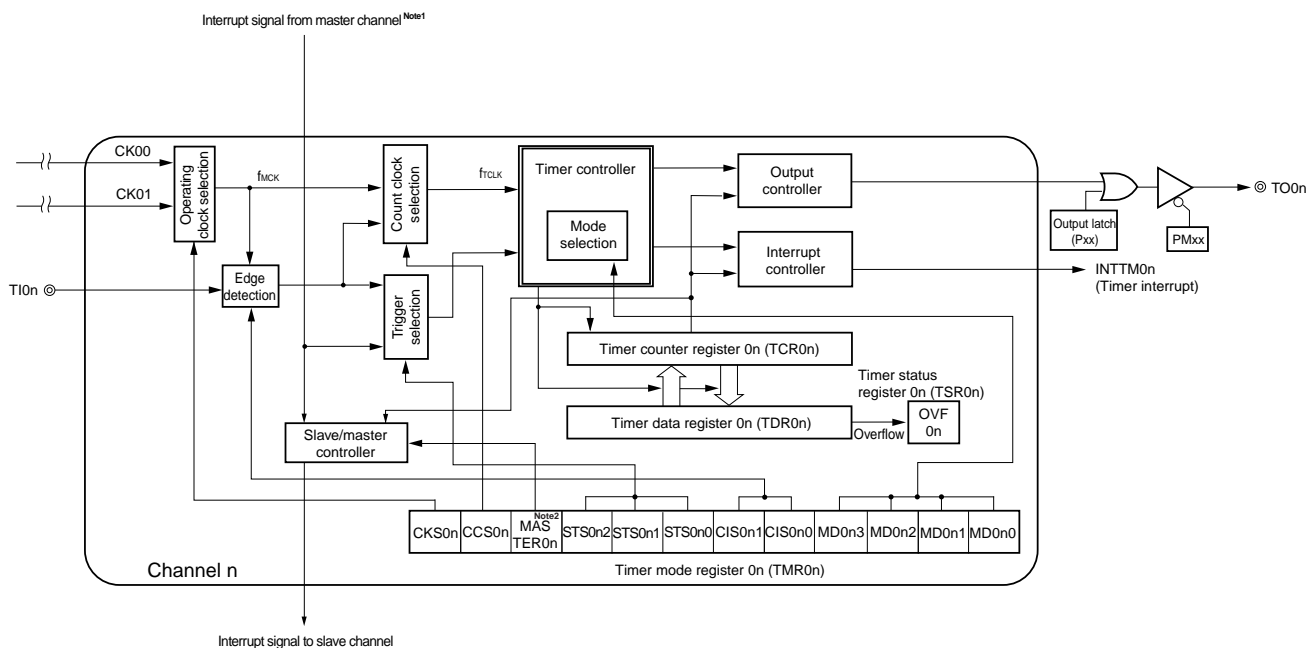 Interrupt signal from master channel Note1
CK00
CK01
Operating
clock selection
fMCK
Count clock
selection
fTCLK
Timer controller
Mode
selection
Output
controller
Interrupt
controller
Output latch
(Pxx)
PMxx
TO0n
INTTM0n
(Timer interrupt)
TI0n
Edge
detection
Trigger
selection
Timer counter register 0n (TCR0n)
Timer status
register 0n (TSR0n)
Timer data register 0n (TDR0n)
Overflow
OVF
0n
Slave/master
controller
CKS0n
CCS0n
Note2
MAS
TER0n
STS0n2
STS0n1
STS0n0
CIS0n1
CIS0n0
MD0n3
MD0n2
MD0n1
MD0n0
Channel n
Timer mode register 0n (TMR0n)
Interrupt signal to slave channel